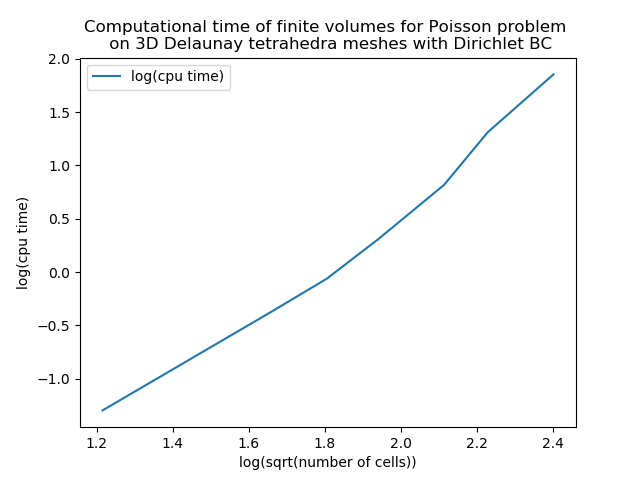 Computational time of finite volumes for Poisson problem
on 3D Delaunay tetrahedra meshes with Dirichlet BC
log(cpu time)
log(cpu time)
2.0
1.5
1.0
0.5
0.0
−0.5
−1.0
1.2 1.4 1.6 1.8 2.0 2.2 2.4
log(sqrt(number of cells))